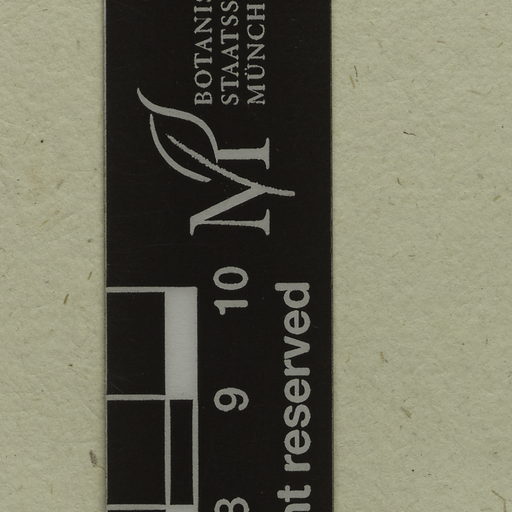 BOTANIS
STAATSS
MÜNCH
M
10
9
8
nt reserved